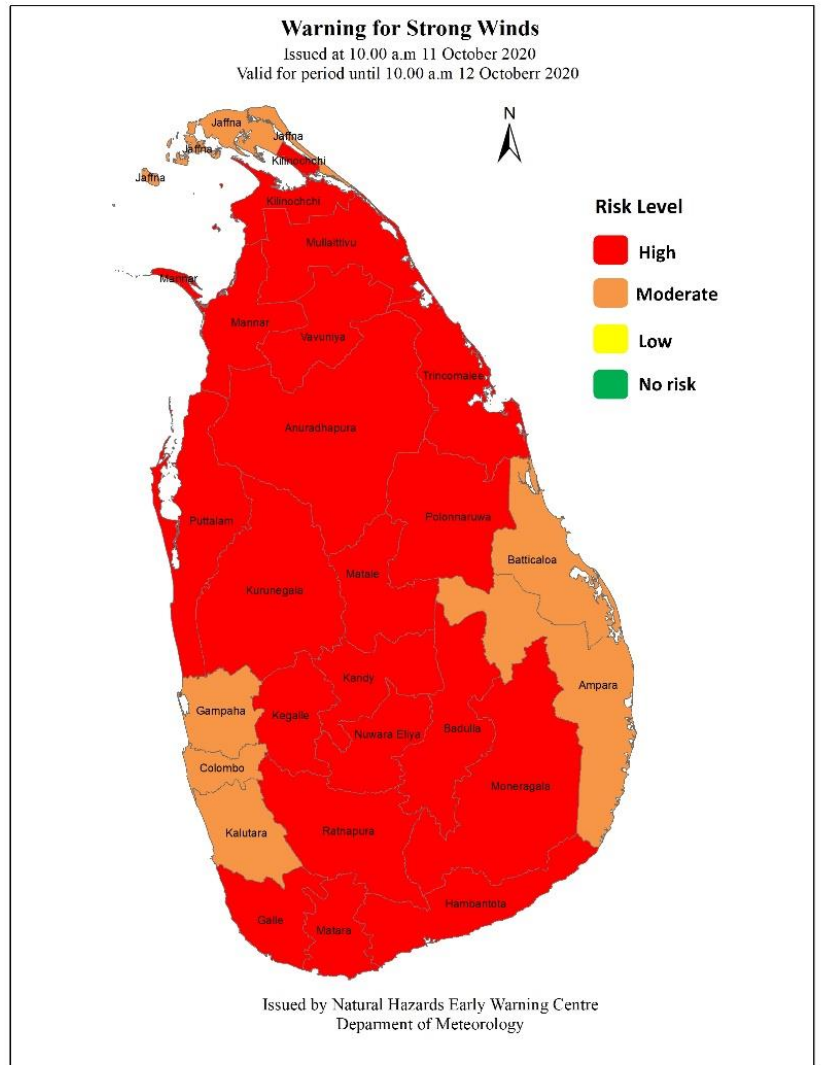 Warning for Strong Winds
Issued at 10.00 a.m 11 October 2020
Valid for period until 10.00 a.m 12 Octoberr 2020
N
Jaffna
Jaffna
Jaffna
Jaffna
Kilinochchi
Kilinochchi
Mullaittivu
Mannar
Mannar
Vavuniya
Trincomalee
Anuradhapura
Puttalam
Polonnaruwa
Batticaloa
Matale
Kurunegala
Kandy
Ampara
Gampaha
Kegalle
Nuwara Eliya
Badulla
Colombo
Moneragala
Kalutara
Ratnapura
Hambantota
Galle
Matara
Risk Level
High
Moderate
Low
No risk
Issued by Natural Hazards Early Warning Centre
Deparment of Meteorology